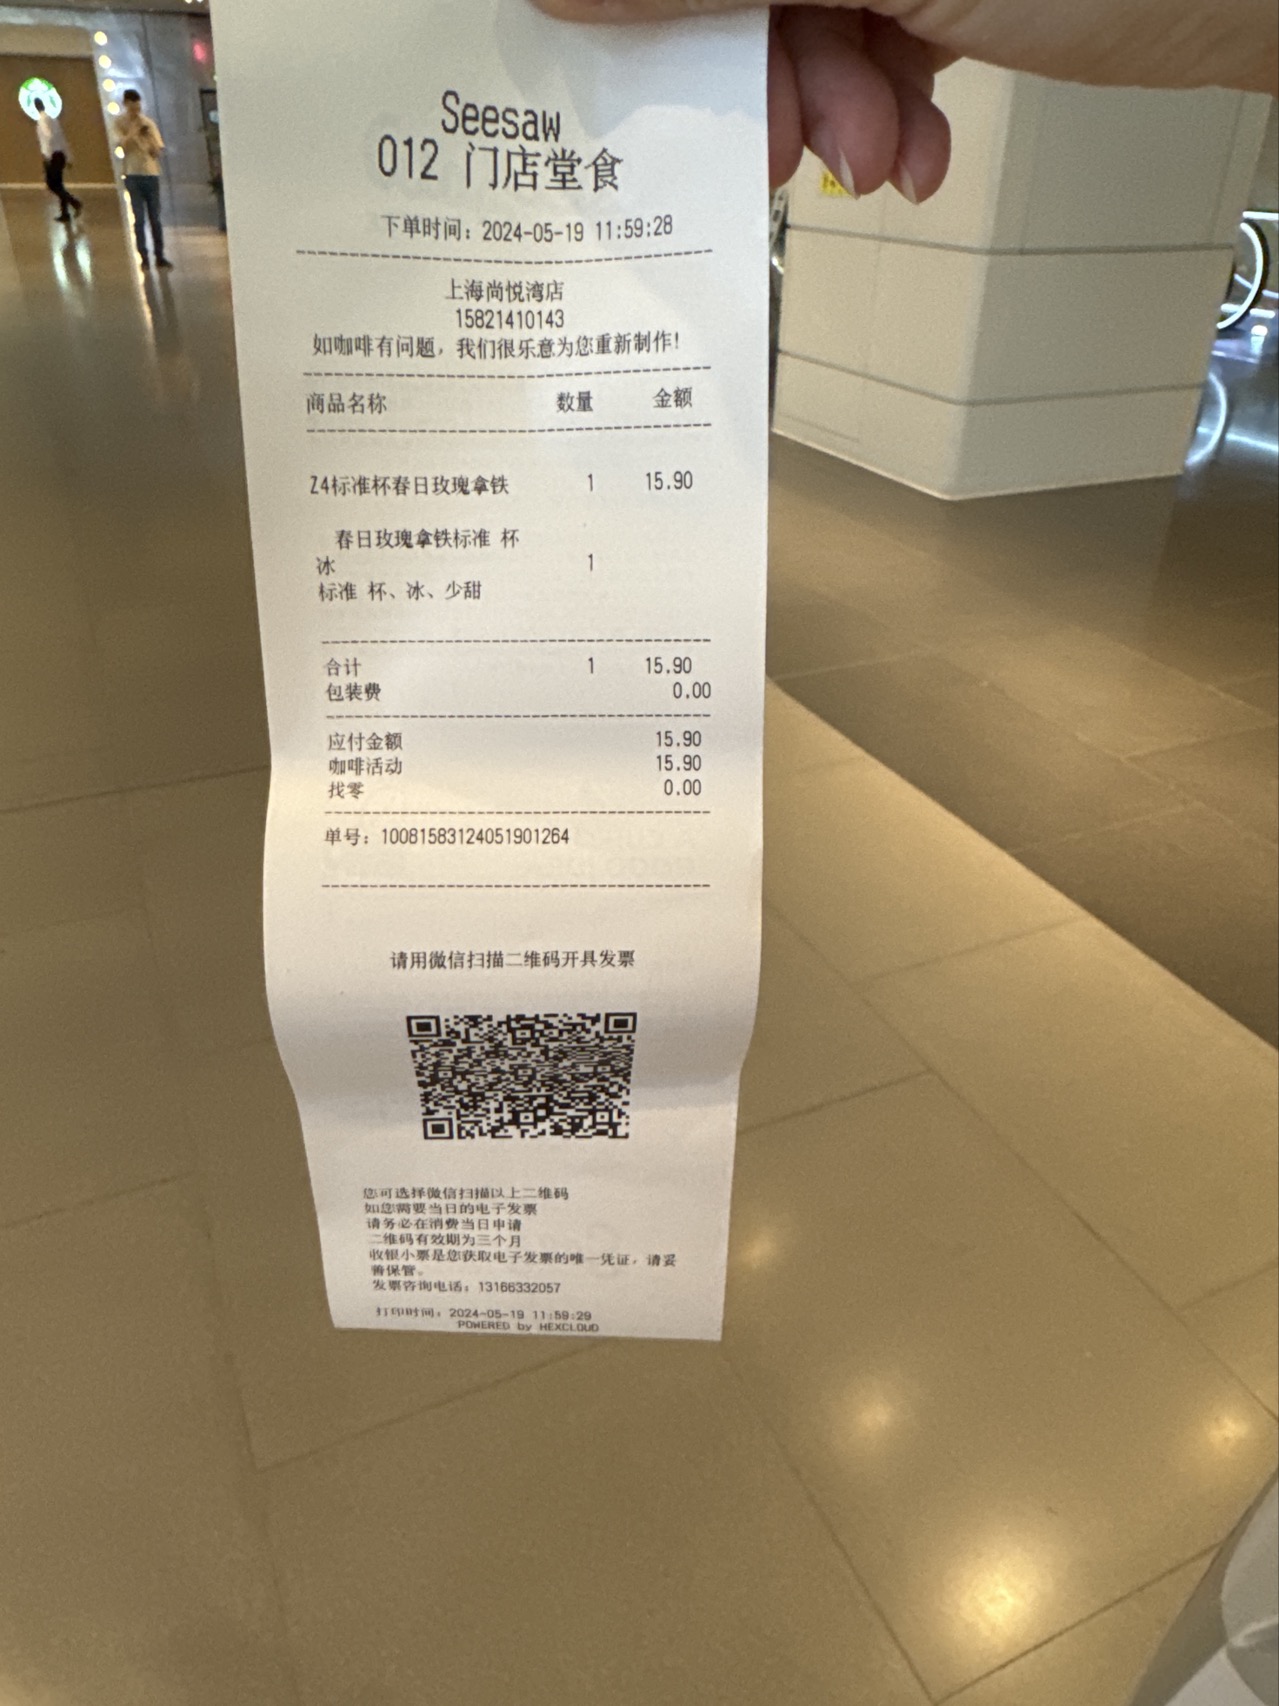 Seesaw
012 门店堂食
下单时间：2024-05-19 11:59:28
上海尚悦湾店
15821410143
如咖啡有问题，我们很乐意为您重新制作！
商品名称 数量 金额
Z4标准杯春日玫瑰拿铁 1 15.90
春日玫瑰拿铁标准 杯
冰 1
标准 杯、冰、少甜
合计 1 15.90
包装费 0.00
应付金额 15.90
咖啡活动 15.90
找零 0.00
单号：10081583124051901264
请用微信扫描二维码开具发票
您可选择微信扫描以上二维码
如您需要当日的电子发票
请务必在消费当日申请
二维码有效期为三个月
收银小票是您获取电子发票的唯一凭证，请妥
善保管。
发票咨询电话：13166332057
打印时间：2024-05-19 11:59:29
POWERED by HEXCLOUD